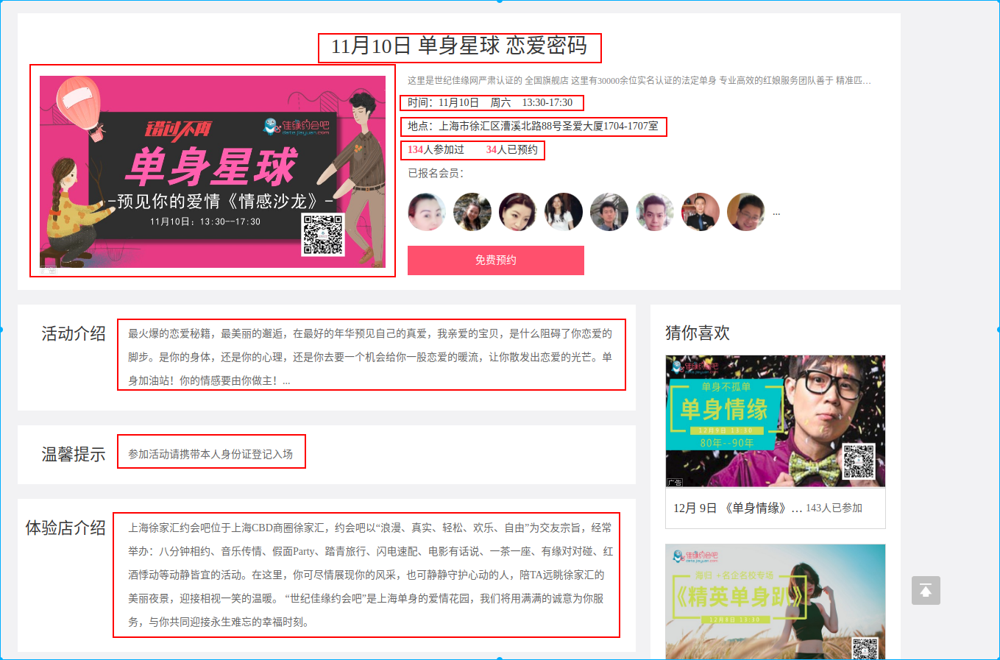 11月10日 单身星球 恋爱密码
错过不再
佳缘约会吧
date.jiayuan.com
单身星球
–预见你的爱情《情感沙龙》–
11月10日：13:30--17:30
广告
这里是世纪佳缘网严肃认证的 全国旗舰店 这里有30000余位实名认证的法定单身 专业高效的红娘服务团队善于 精准匹…
时间：11月10日 周六 13:30-17:30
地点：上海市徐汇区漕溪北路88号圣爱大厦1704-1707室
134人参加过 34人已预约
已报名会员：
...
免费预约
活动介绍
最火爆的恋爱秘籍，最美丽的邂逅，在最好的年华预见自己的真爱，我亲爱的宝贝，是什么阻碍了你恋爱的
脚步。是你的身体，还是你的心理，还是你去要一个机会给你一股恋爱的暖流，让你散发出恋爱的光芒。单
身加油站！你的情感要由你做主！...
温馨提示
参加活动请携带本人身份证登记入场
体验店介绍
上海徐家汇约会吧位于上海CBD商圈徐家汇，约会吧以“浪漫、真实、轻松、欢乐、自由”为交友宗旨，经常
举办：八分钟相约、音乐传情、假面Party、踏青旅行、闪电速配、电影有话说、一茶一座、有缘对对碰、红
酒悸动等动静皆宜的活动。在这里，你可尽情展现你的风采，也可静静守护心动的人，陪TA远眺徐家汇的
美丽夜景，迎接相视一笑的温暖。 “世纪佳缘约会吧”是上海单身的爱情花园，我们将用满满的诚意为你服
务，与你共同迎接永生难忘的幸福时刻。
猜你喜欢
佳缘约会吧
date.jiayuan.com
单身不孤单
单身情缘
12月9日 13:30
80年--90年
广告
12月 9日 《单身情缘》… 143人已参加
佳缘约会吧
date.jiayuan.com
海归 +名企名校专场
《精英单身趴》
12月8日 13:30